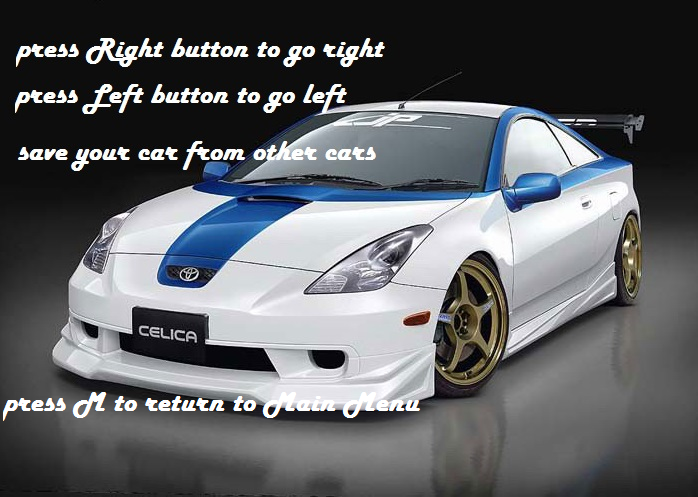 press Right button to go right
press Left button to go left
save your car from other cars
CELICA
press M to return to Main Menu